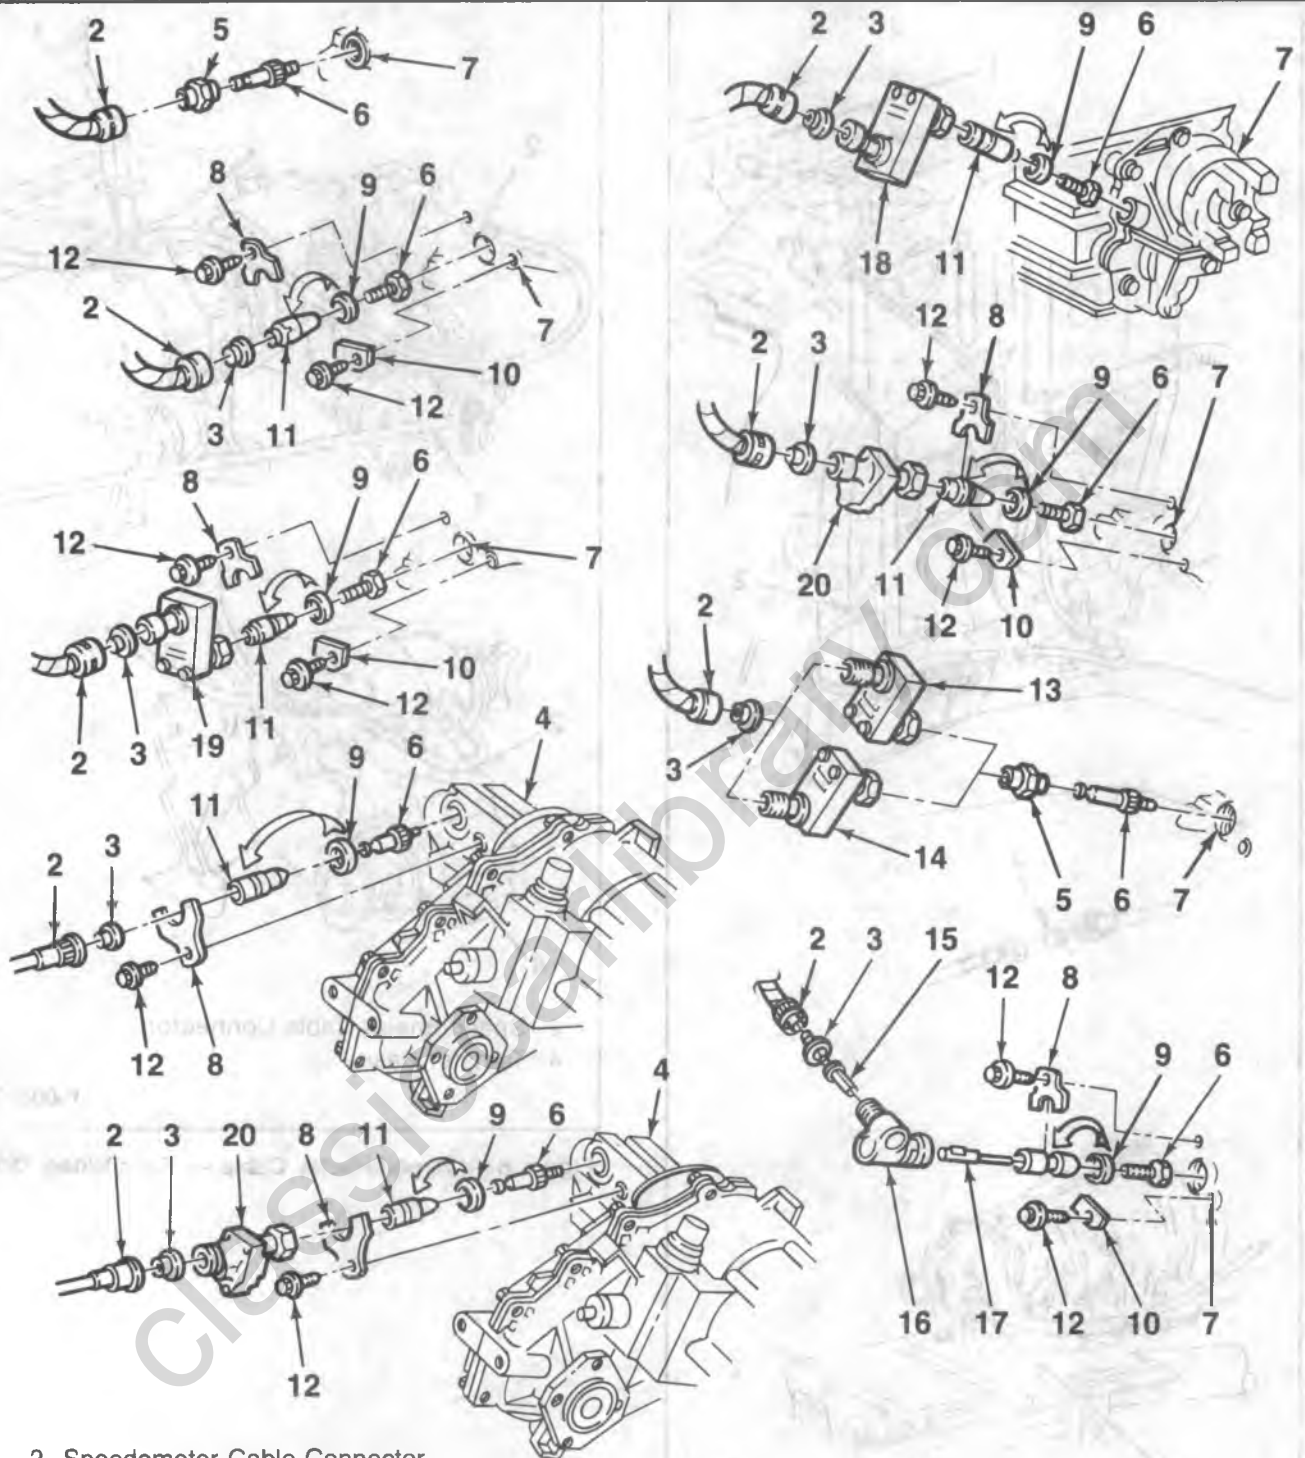 2 5 7 6
2 3 9 6 7
18 11
8 9 6 12 2 7 10 12 3 11
12 8 2 3 9 6 7 20 11 12 10
8 9 6 12 7 10 12 11 19 3 2
2 13 3 14 5 6 7
4 9 6 11 3 2 12 8
2 3 15 12 8 9 6 16 17 12 10 7
4 2 3 20 8 11 9 6 12
classiccarlibrary.com
2 Speedometer Cable Connector